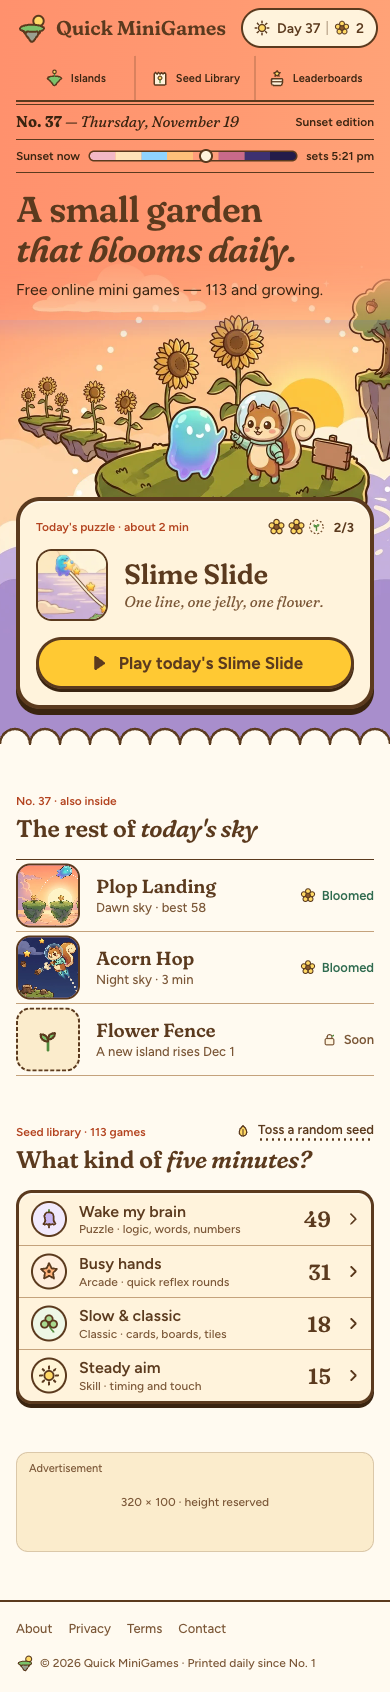 Quick MiniGames
Day 37 | 2
Islands
Seed Library
Leaderboards
No. 37 — Thursday, November 19
Sunset edition
Sunset now
sets 5:21 pm
A small garden
that blooms daily.
Free online mini games — 113 and growing.
Today's puzzle · about 2 min
2/3
Slime Slide
One line, one jelly, one flower.
Play today's Slime Slide
No. 37 · also inside
The rest of today's sky
Plop Landing
Dawn sky · best 58
Bloomed
Acorn Hop
Night sky · 3 min
Bloomed
Flower Fence
A new island rises Dec 1
Soon
Seed library · 113 games
Toss a random seed
What kind of five minutes?
Wake my brain
Puzzle · logic, words, numbers
49
Busy hands
Arcade · quick reflex rounds
31
Slow & classic
Classic · cards, boards, tiles
18
Steady aim
Skill · timing and touch
15
Advertisement
320 × 100 · height reserved
About
Privacy
Terms
Contact
© 2026 Quick MiniGames · Printed daily since No. 1